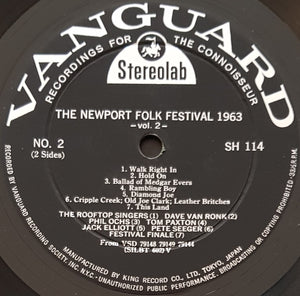 VANGUARD
RECORDINGS FOR THE CONNOISSEUR
Stereolab
THE NEWPORT FOLK FESTIVAL 1963
-vol. 2-
NO. 2
(2 Sides)
SH 114
1. Walk Right In
2. Hold On
3. Ballad of Medgar Evers
4. Rambling Boy
5. Diamond Joe
6. Cripple Creek; Old Joe Clark; Leather Britches
7. This Land
THE ROOFTOP SINGERS (1) DAVE VAN RONK (2)
PHIL OCHS (3) TOM PAXTON (4)
JACK ELLIOTT (5) PETE SEEGER (6)
FESTIVAL FINALE (7)
From VSD 79148 79149 79144
RECORDED BY VANGUARD RECORDING SOCIETY, INC. N.Y.
MFD. BY KING RECORD CO. LTD. TOKYO, JAPAN
UNAUTHORISED PUBLIC PERFORMANCE, BROADCASTING OR COPYING PROHIBITED. 33⅓ R.P.M.